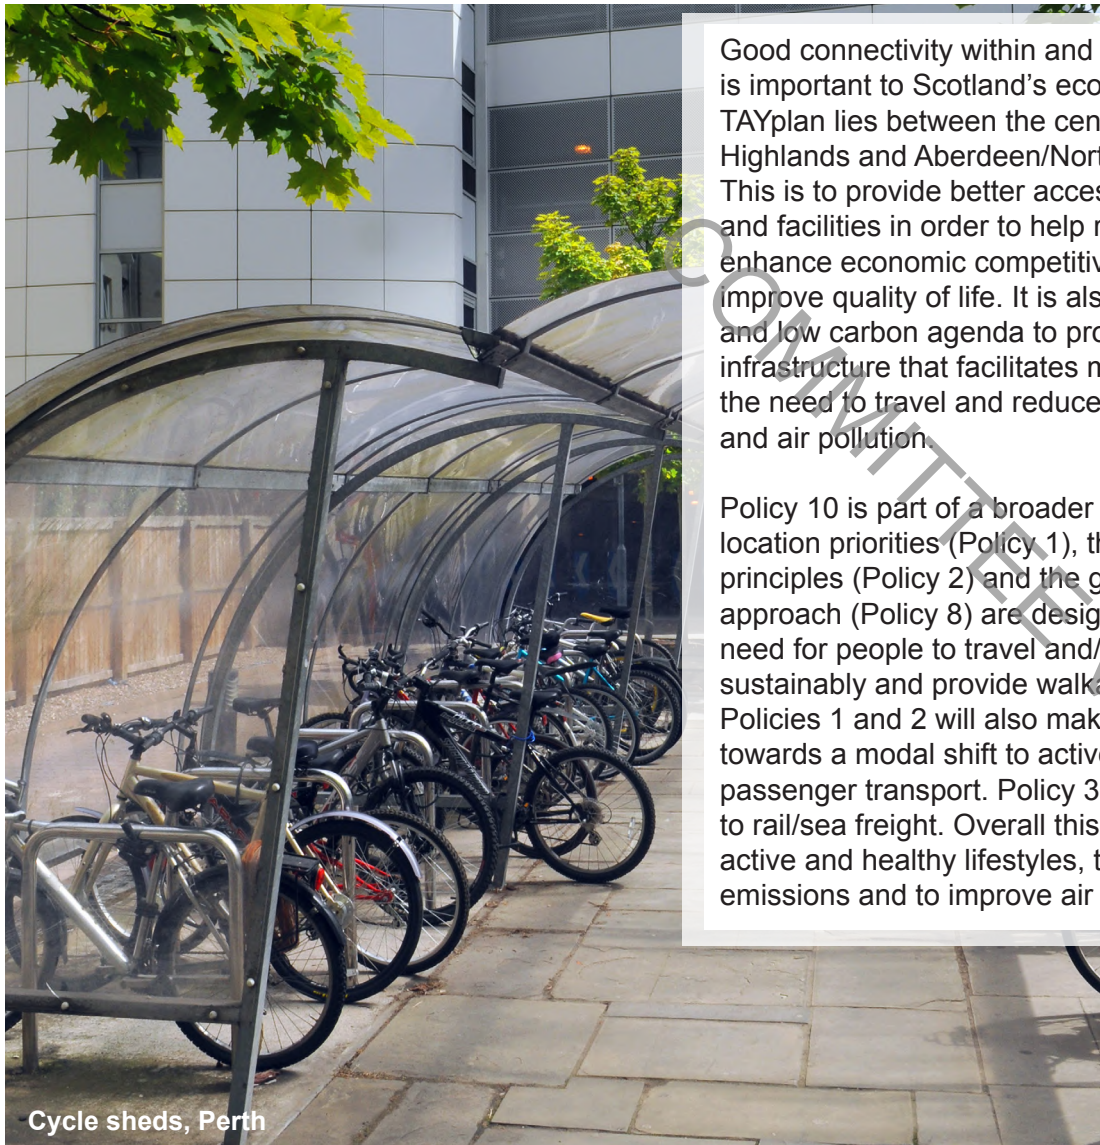 Good connectivity within and
is important to Scotland's eco
TAYplan lies between the cen
Highlands and Aberdeen/Nort
This is to provide better acces
and facilities in order to help
enhance economic competitiv
improve quality of life. It is als
and low carbon agenda to pro
infrastructure that facilitates
the need to travel and reduce
and air pollution.
Policy 10 is part of a broader
location priorities (Policy 1), th
principles (Policy 2) and the g
approach (Policy 8) are desig
need for people to travel and/
sustainably and provide walka
Policies 1 and 2 will also mak
towards a modal shift to active
passenger transport. Policy 3
to rail/sea freight. Overall this
active and healthy lifestyles, t
emissions and to improve air
COMMITTEE
Cycle sheds, Perth